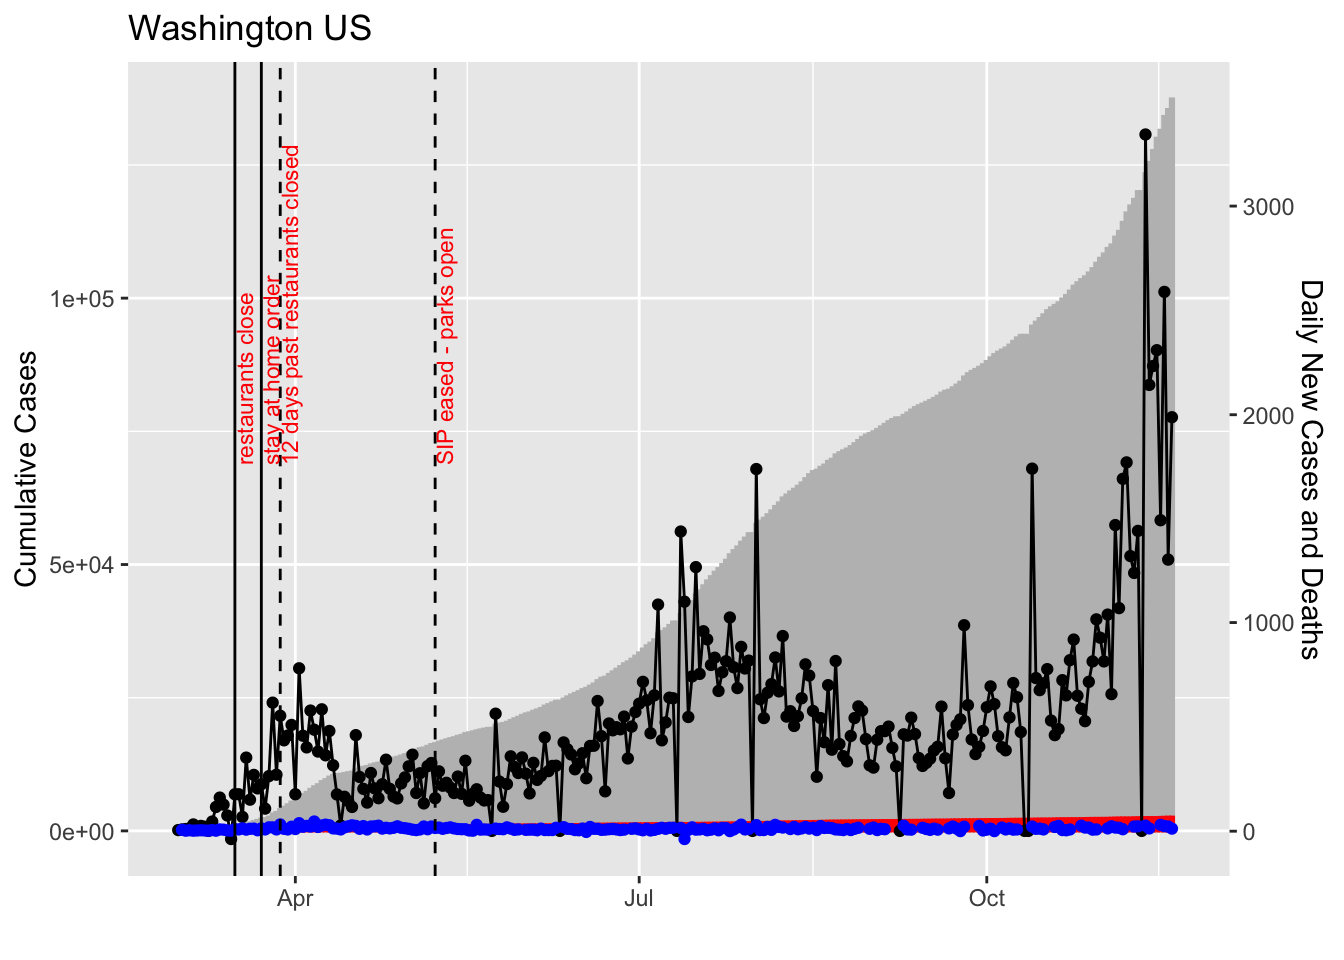 Washington US
Cumulative Cases
1e+05
5e+04
0e+00
restaurants close
stay at home order
12 days past restaurants closed
SIP eased - parks open
3000
2000
1000
0
Daily New Cases and Deaths
Apr
Jul
Oct